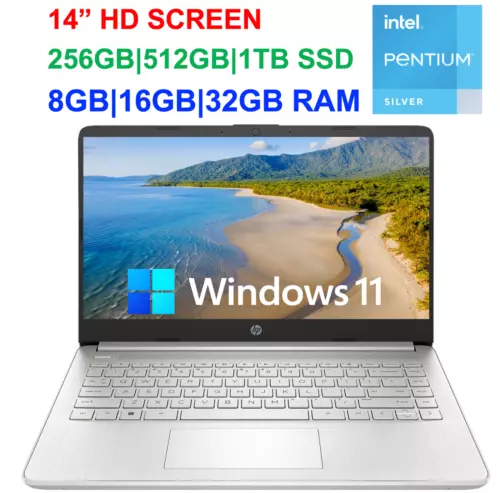 14” HD SCREEN
256GB|512GB|1TB SSD
8GB|16GB|32GB RAM
intel
PENTIUM
SILVER
Windows 11
hp